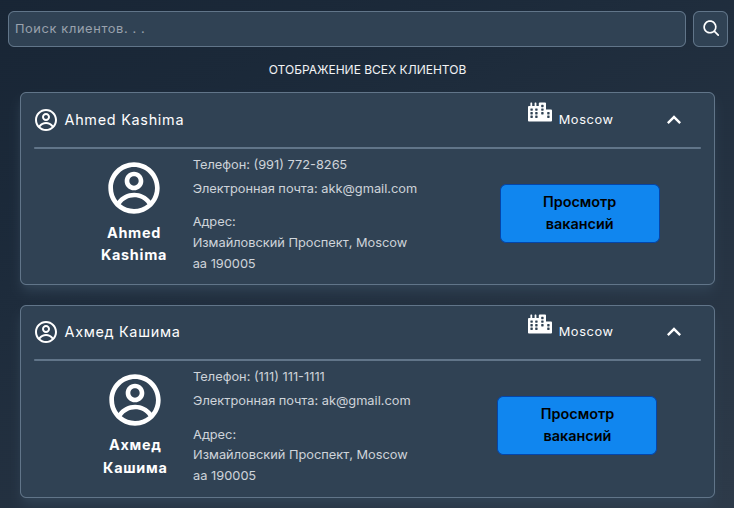 Поиск клиентов. . .
ОТОБРАЖЕНИЕ ВСЕХ КЛИЕНТОВ
Ahmed Kashima
Moscow
Ahmed
Kashima
Телефон: (991) 772-8265
Электронная почта: akk@gmail.com
Адрес:
Измайловский Проспект, Moscow
aa 190005
Просмотр
вакансий
Ахмед Кашима
Moscow
Ахмед
Кашима
Телефон: (111) 111-1111
Электронная почта: ak@gmail.com
Адрес:
Измайловский Проспект, Moscow
aa 190005
Просмотр
вакансий